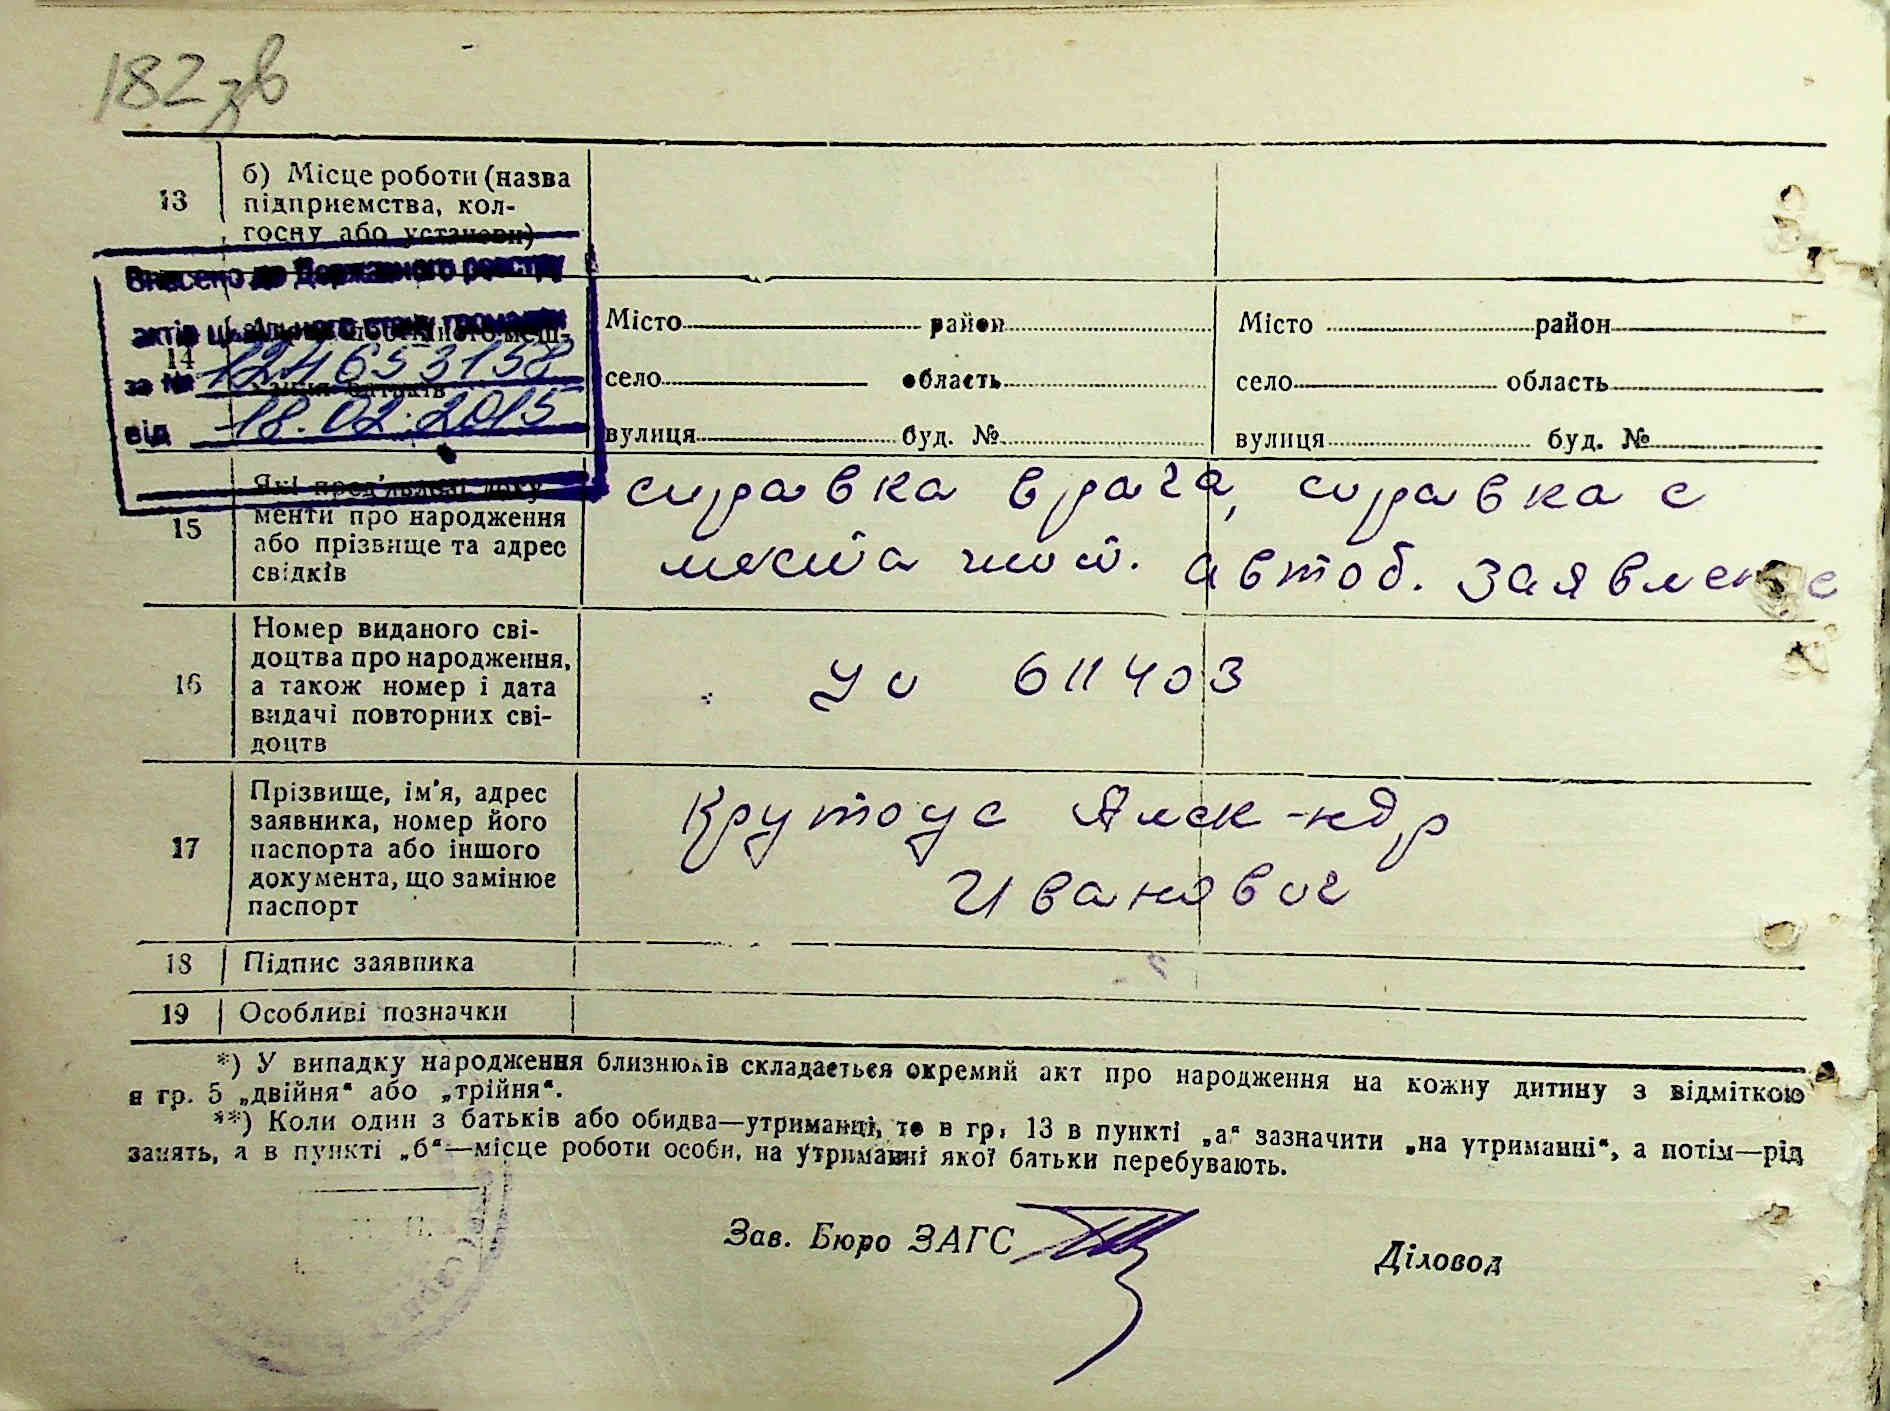 182 зв
13
б) Місце роботи (назва
підприємства, кол-
госпу або установи)
Внесено до Державного реєстру
актів цивільного стану громадян
за № 124653158
від 18.02.2015
14
Місто район
село область
вулиця буд. №
Місто район
село область
вулиця буд. №
15
Які пред'явлені доку-
менти про народження
або прізвище та адрес
свідків
справка врача, справка с
места жит. автоб. заявление
16
Номер виданого сві-
доцтва про народження,
а також номер і дата
видачі повторних сві-
доцтв
611403
17
Прізвище, ім'я, адрес
заявника, номер його
паспорта або іншого
документа, що замінює
паспорт
Крутоус Алек-ндр
Иванович
18 Підпис заявника
19 Особливі позначки
*) У випадку народження близнюків складається окремий акт про народження на кожну дитину з відміткою
в гр. 5 „двійня“ або „трійня“.
**) Коли один з батьків або обидва—утриманці, то в гр. 13 в пункті „а“ зазначити „на утриманні“, а потім—рід
занять, а в пункті „б“—місце роботи особи, на утриманні якої батьки перебувають.
М. П.
Зав. Бюро ЗАГС
Діловод